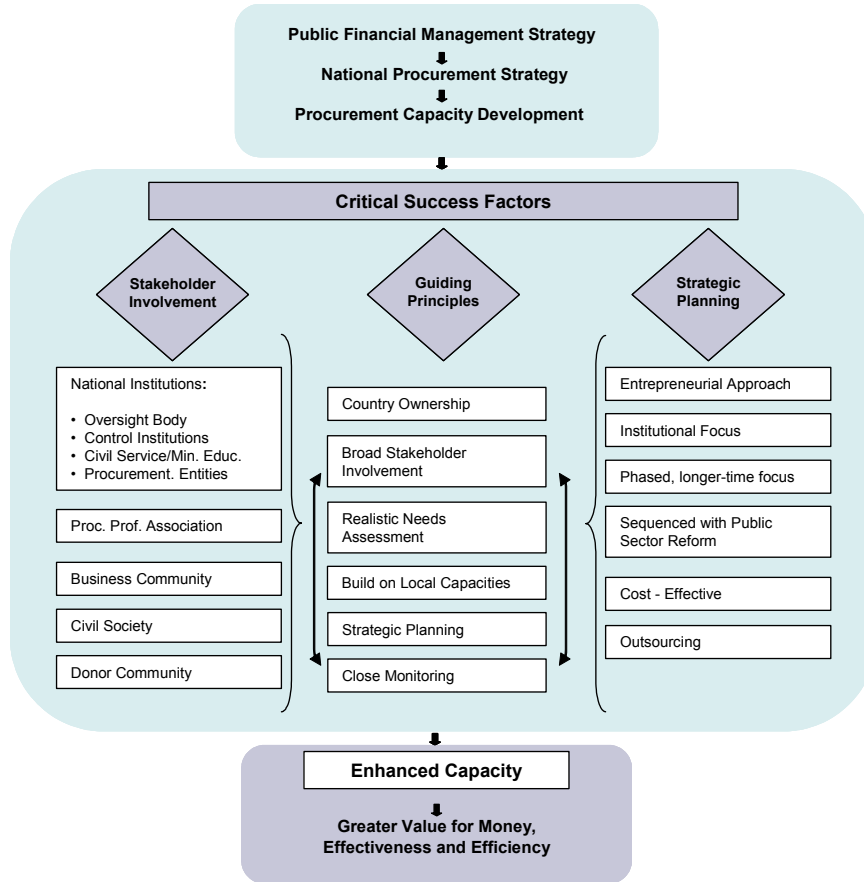 Public Financial Management Strategy
National Procurement Strategy
Procurement Capacity Development
Critical Success Factors
Stakeholder
Involvement
National Institutions:
• Oversight Body
• Control Institutions
• Civil Service/Min. Educ.
• Procurement. Entities
Proc. Prof. Association
Business Community
Civil Society
Donor Community
Guiding
Principles
Country Ownership
Broad Stakeholder
Involvement
Realistic Needs
Assessment
Build on Local Capacities
Strategic Planning
Close Monitoring
Strategic
Planning
Entrepreneurial Approach
Institutional Focus
Phased, longer-time focus
Sequenced with Public
Sector Reform
Cost - Effective
Outsourcing
Enhanced Capacity
Greater Value for Money,
Effectiveness and Efficiency